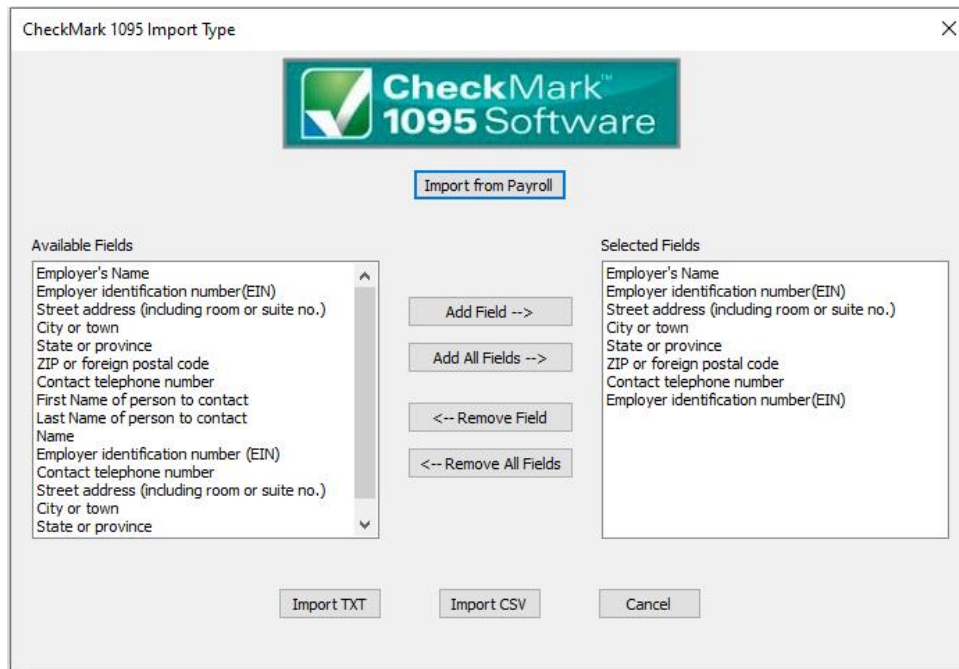 CheckMark 1095 Import Type
CheckMark™
1095 Software
Import from Payroll
Available Fields
Employer's Name
Employer identification number(EIN)
Street address (including room or suite no.)
City or town
State or province
ZIP or foreign postal code
Contact telephone number
First Name of person to contact
Last Name of person to contact
Name
Employer identification number (EIN)
Contact telephone number
Street address (including room or suite no.)
City or town
State or province
Add Field -->
Add All Fields -->
<-- Remove Field
<-- Remove All Fields
Selected Fields
Employer's Name
Employer identification number(EIN)
Street address (including room or suite no.)
City or town
State or province
ZIP or foreign postal code
Contact telephone number
Employer identification number(EIN)
Import TXT
Import CSV
Cancel